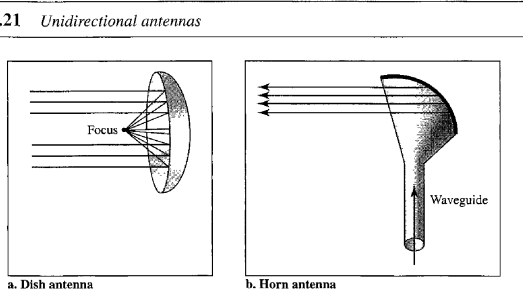 .21 Unidirectional antennas
Focus
Waveguide
a. Dish antenna
b. Horn antenna